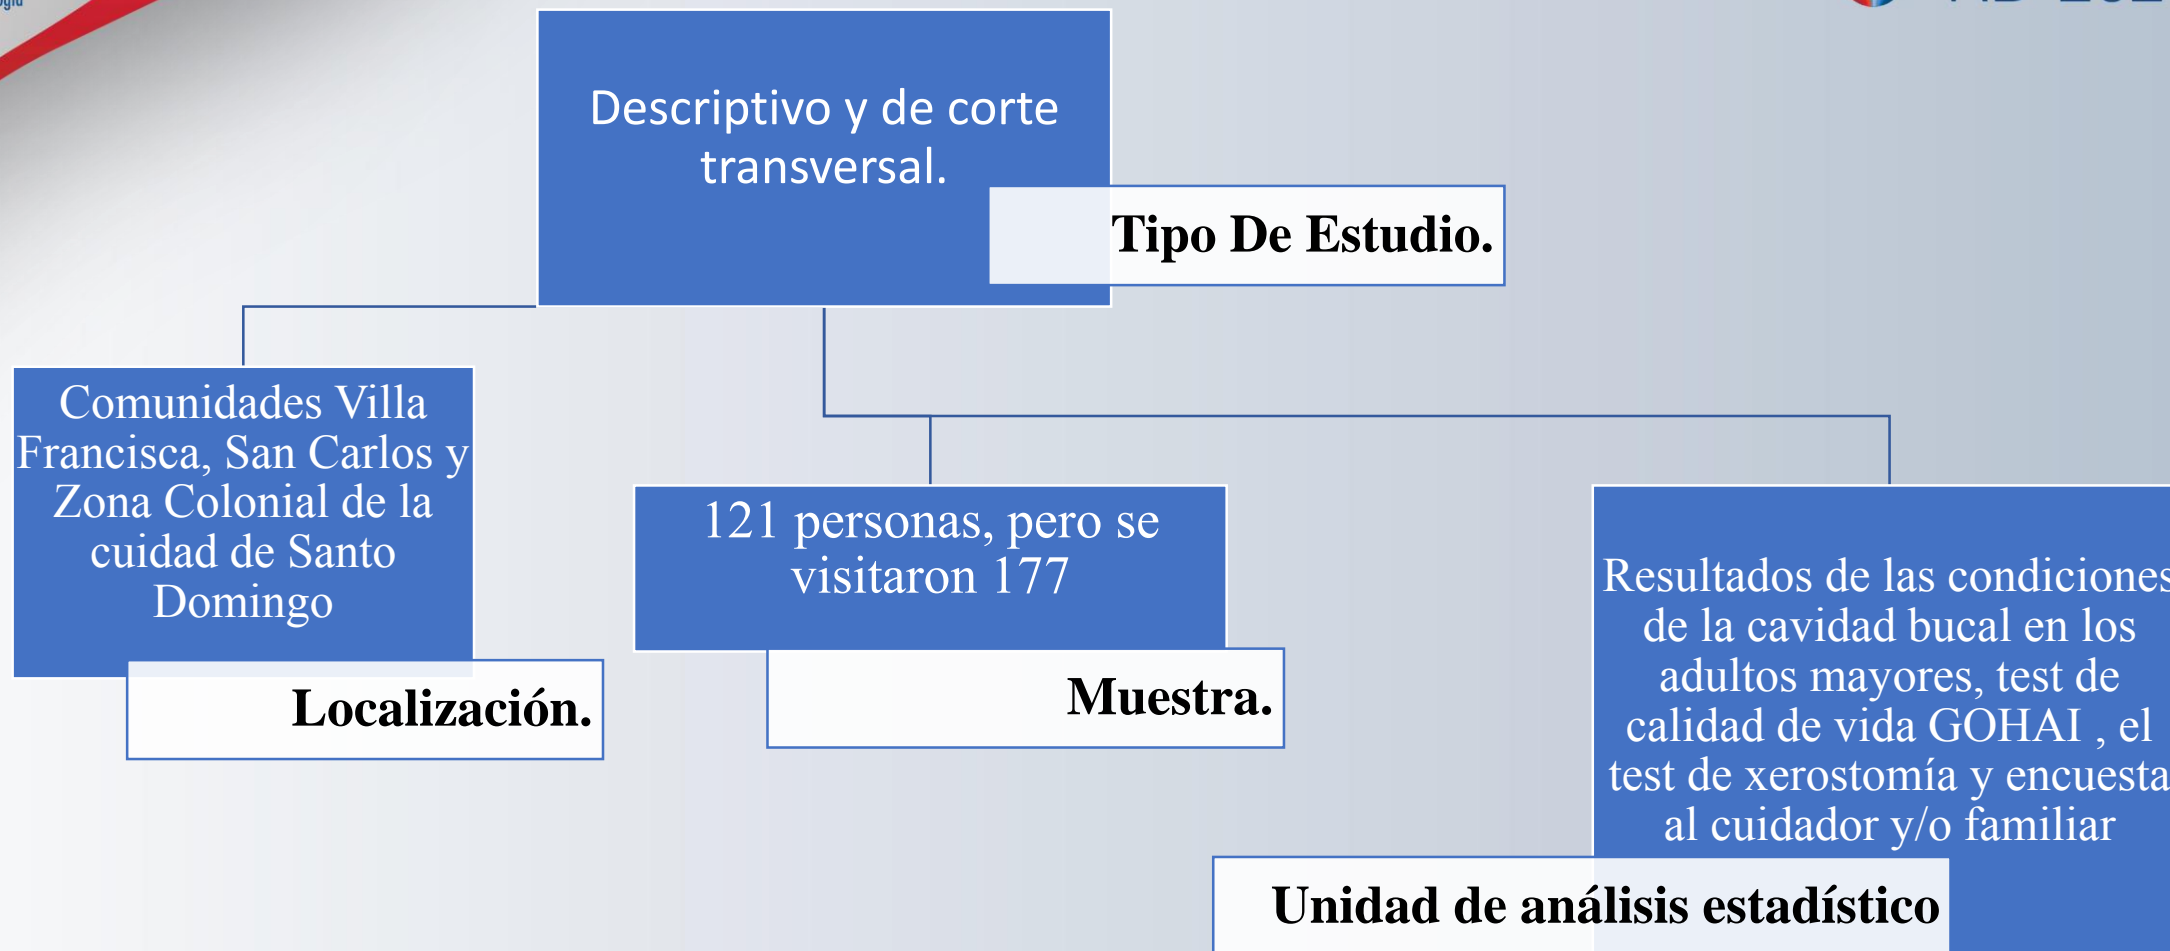 Descriptivo y de corte
transversal.
Tipo De Estudio.
Comunidades Villa
Francisca, San Carlos y
Zona Colonial de la
cuidad de Santo
Domingo
Localización.
121 personas, pero se
visitaron 177
Muestra.
Resultados de las condiciones
de la cavidad bucal en los
adultos mayores, test de
calidad de vida GOHAI , el
test de xerostomía y encuesta
al cuidador y/o familiar
Unidad de análisis estadístico